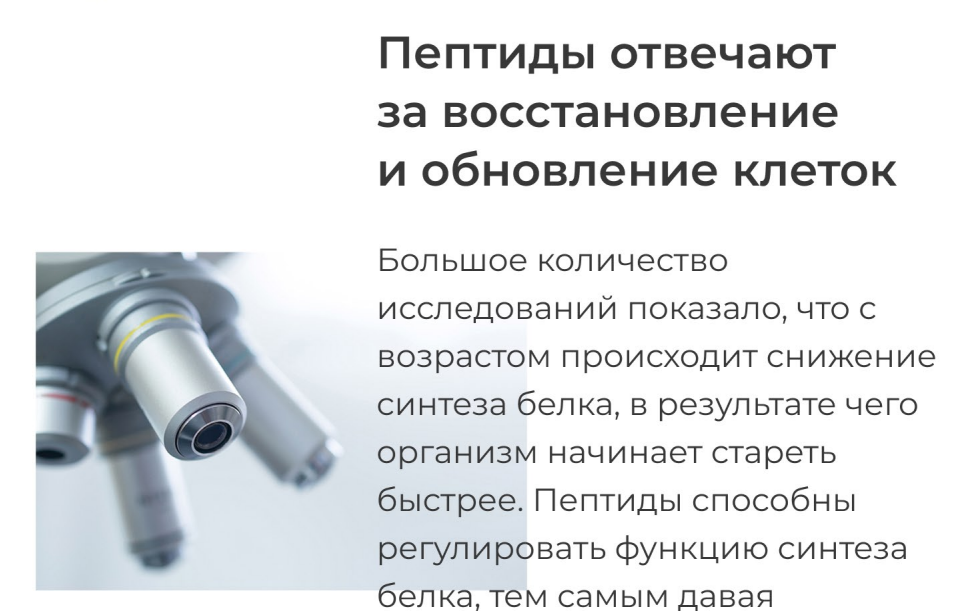 Пептиды отвечают
за восстановление
и обновление клеток
Большое количество
исследований показало, что с
возрастом происходит снижение
синтеза белка, в результате чего
организм начинает стареть
быстрее. Пептиды способны
регулировать функцию синтеза
белка, тем самым давая